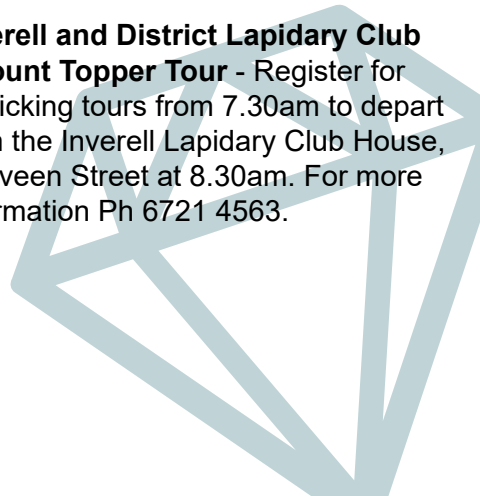 erell and District Lapidary Club
ount Topper Tour - Register for
icking tours from 7.30am to depart
the Inverell Lapidary Club House,
veen Street at 8.30am. For more
rmation Ph 6721 4563.